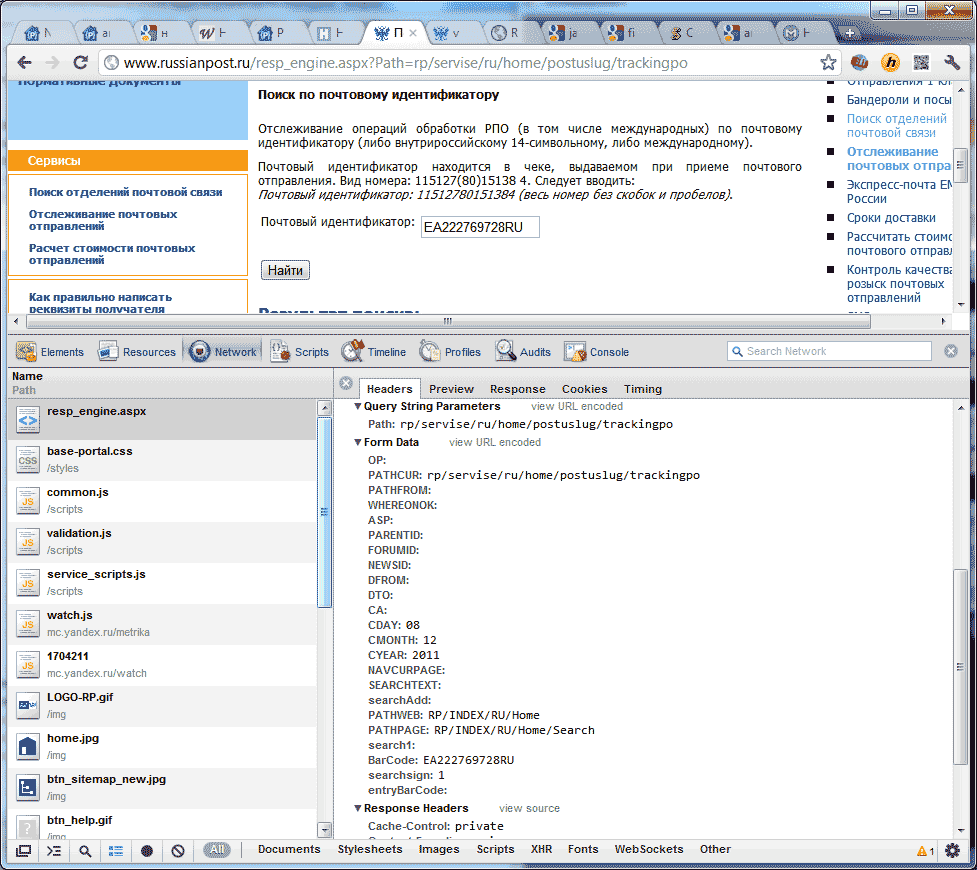 N
аі
н
W
Н
Р
Н
П
v
R
ja
fi
S
С
аі
Н
www.russianpost.ru/resp_engine.aspx?Path=rp/servise/ru/home/postuslug/trackingpo
Нормативные документы
Сервисы
Поиск отделений почтовой связи
Отслеживание почтовых
отправлений
Расчет стоимости почтовых
отправлений
Как правильно написать
реквизиты получателя
Поиск по почтовому идентификатору
Отслеживание операций обработки РПО (в том числе международных) по почтовому
идентификатору (либо внутрироссийскому 14-символьному, либо международному).
Почтовый идентификатор находится в чеке, выдаваемом при приеме почтового
отправления. Вид номера: 115127(80)15138 4. Следует вводить:
Почтовый идентификатор: 11512780151384 (весь номер без скобок и пробелов).
Почтовый идентификатор: EA222769728RU
Найти
Результат поиска:
Отправления 1 кл
Бандероли и посы
Поиск отделений
почтовой связи
Отслеживание
почтовых отпра
Экспресс-почта EM
России
Сроки доставки
Рассчитать стоимо
почтового отправл
Контроль качества
розыск почтовых
отправлений
Elements
Resources
Network
Scripts
Timeline
Profiles
Audits
Console
Search Network
Name
Path
resp_engine.aspx
base-portal.css
/styles
common.js
/scripts
validation.js
/scripts
service_scripts.js
/scripts
watch.js
mc.yandex.ru/metrika
1704211
mc.yandex.ru/watch
LOGO-RP.gif
/img
home.jpg
/img
btn_sitemap_new.jpg
/img
btn_help.gif
/img
Headers Preview Response Cookies Timing
Query String Parameters view URL encoded
Path: rp/servise/ru/home/postuslug/trackingpo
Form Data view URL encoded
OP:
PATHCUR: rp/servise/ru/home/postuslug/trackingpo
PATHFROM:
WHEREONOK:
ASP:
PARENTID:
FORUMID:
NEWSID:
DFROM:
DTO:
CA:
CDAY: 08
CMONTH: 12
CYEAR: 2011
NAVCURPAGE:
SEARCHTEXT:
searchAdd:
PATHWEB: RP/INDEX/RU/Home
PATHPAGE: RP/INDEX/RU/Home/Search
search1:
BarCode: EA222769728RU
searchsign: 1
entryBarCode:
Response Headers view source
Cache-Control: private
All Documents Stylesheets Images Scripts XHR Fonts WebSockets Other
1